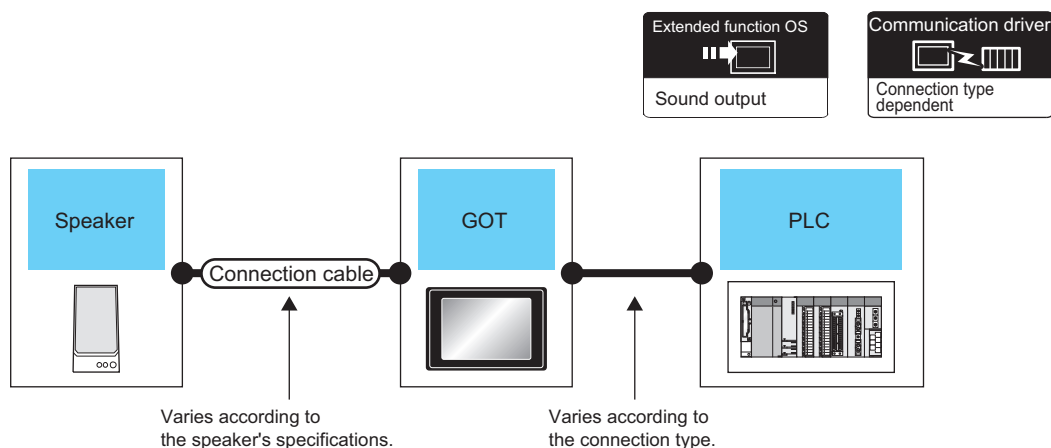 Extended function OS
Sound output
Communication driver
Connection type
dependent
Speaker
Connection cable
GOT
PLC
Varies according to
the speaker's specifications.
Varies according to
the connection type.